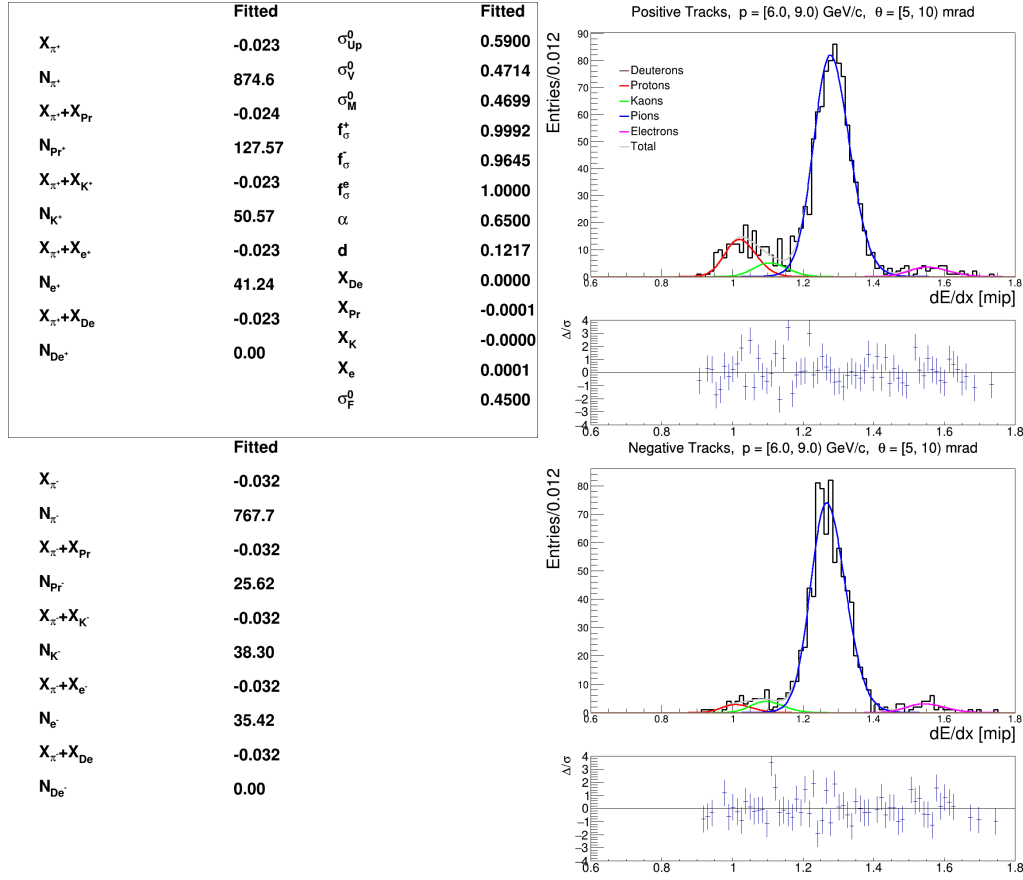 Fitted Fitted
X_π⁺ -0.023 σ⁰_Up 0.5900
N_π⁺ 874.6 σ⁰_V 0.4714
X_π⁺+X_Pr -0.024 σ⁰_M 0.4699
N_Pr⁺ 127.57 f⁺_σ 0.9992
X_π⁺+X_K⁺ -0.023 f⁻_σ 0.9645
N_K⁺ 50.57 f^e_σ 1.0000
X_π⁺+X_e⁺ -0.023 α 0.6500
N_e⁺ 41.24 d 0.1217
X_π⁺+X_De -0.023 X_De 0.0000
N_De⁺ 0.00 X_Pr -0.0001
X_K -0.0000
X_e 0.0001
σ⁰_F 0.4500
Positive Tracks, p = [6.0, 9.0) GeV/c, θ = [5, 10) mrad
Entries/0.012
90
80
70
60
50
40
30
20
10
0
Deuterons
Protons
Kaons
Pions
Electrons
Total
0.6 0.8 1 1.2 1.4 1.6 1.8
dE/dx [mip]
Δ/σ
4
3
2
1
0
−1
−2
−3
−4
0.6 0.8 1 1.2 1.4 1.6 1.8
Fitted
X_π⁻ -0.032
N_π⁻ 767.7
X_π⁻+X_Pr -0.032
N_Pr⁻ 25.62
X_π⁻+X_K⁻ -0.032
N_K⁻ 38.30
X_π⁻+X_e⁻ -0.032
N_e⁻ 35.42
X_π⁻+X_De -0.032
N_De⁻ 0.00
Negative Tracks, p = [6.0, 9.0) GeV/c, θ = [5, 10) mrad
Entries/0.012
80
70
60
50
40
30
20
10
0
0.6 0.8 1 1.2 1.4 1.6 1.8
dE/dx [mip]
Δ/σ
4
3
2
1
0
−1
−2
−3
−4
0.6 0.8 1 1.2 1.4 1.6 1.8